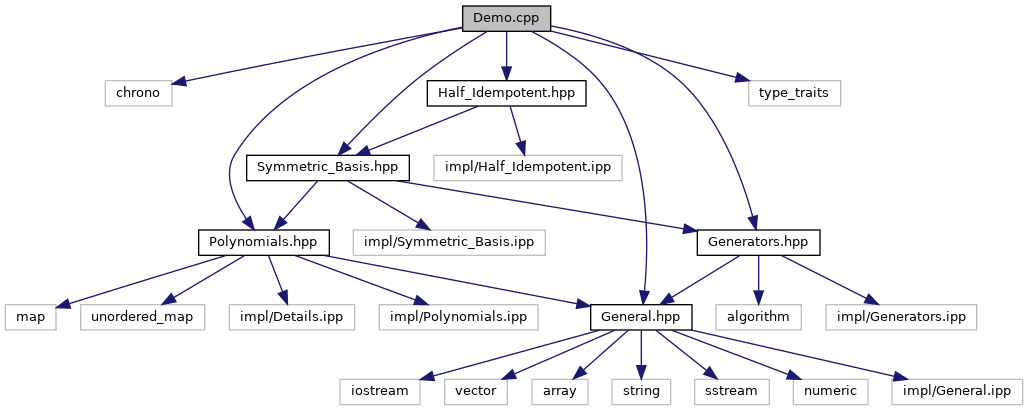 Demo.cpp
chrono
Half_Idempotent.hpp
type_traits
Symmetric_Basis.hpp
impl/Half_Idempotent.ipp
Polynomials.hpp
impl/Symmetric_Basis.ipp
Generators.hpp
map
unordered_map
impl/Details.ipp
impl/Polynomials.ipp
General.hpp
algorithm
impl/Generators.ipp
iostream
vector
array
string
sstream
numeric
impl/General.ipp